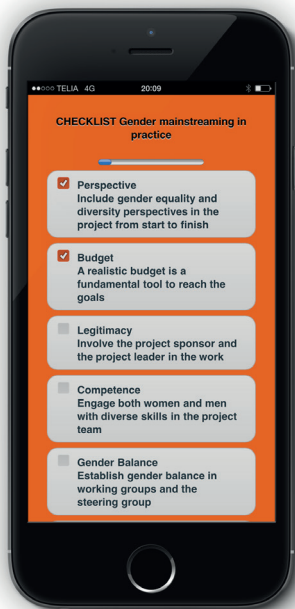 TELIA 4G 20:09
CHECKLIST Gender mainstreaming in
practice
Perspective
Include gender equality and
diversity perspectives in the
project from start to finish
Budget
A realistic budget is a
fundamental tool to reach the
goals
Legitimacy
Involve the project sponsor and
the project leader in the work
Competence
Engage both women and men
with diverse skills in the project
team
Gender Balance
Establish gender balance in
working groups and the
steering group